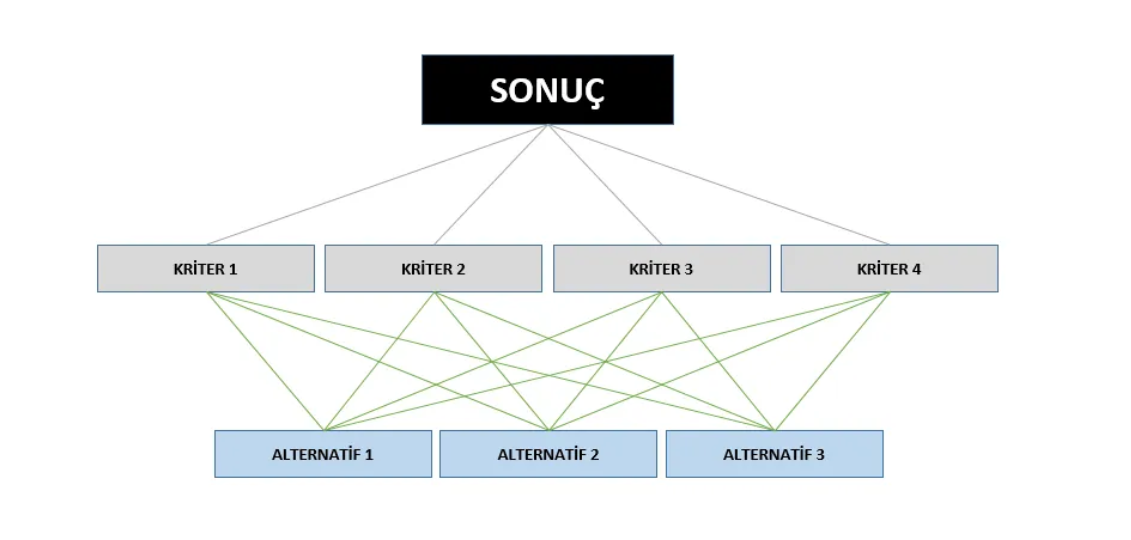 SONUÇ
KRİTER 1
KRİTER 2
KRİTER 3
KRİTER 4
ALTERNATİF 1
ALTERNATİF 2
ALTERNATİF 3